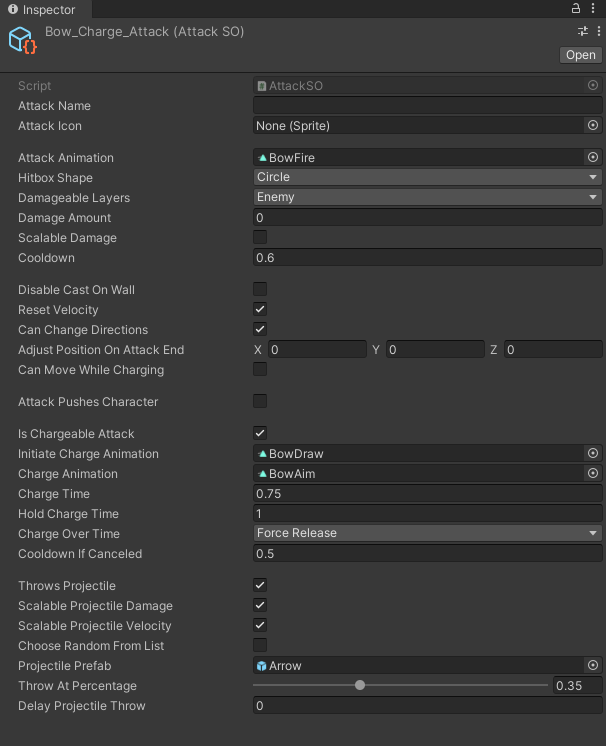 Inspector
Bow_Charge_Attack (Attack SO)
Open
Script AttackSO
Attack Name
Attack Icon None (Sprite)
Attack Animation BowFire
Hitbox Shape Circle
Damageable Layers Enemy
Damage Amount 0
Scalable Damage
Cooldown 0.6
Disable Cast On Wall
Reset Velocity
Can Change Directions
Adjust Position On Attack End X 0 Y 0 Z 0
Can Move While Charging
Attack Pushes Character
Is Chargeable Attack
Initiate Charge Animation BowDraw
Charge Animation BowAim
Charge Time 0.75
Hold Charge Time 1
Charge Over Time Force Release
Cooldown If Canceled 0.5
Throws Projectile
Scalable Projectile Damage
Scalable Projectile Velocity
Choose Random From List
Projectile Prefab Arrow
Throw At Percentage 0.35
Delay Projectile Throw 0